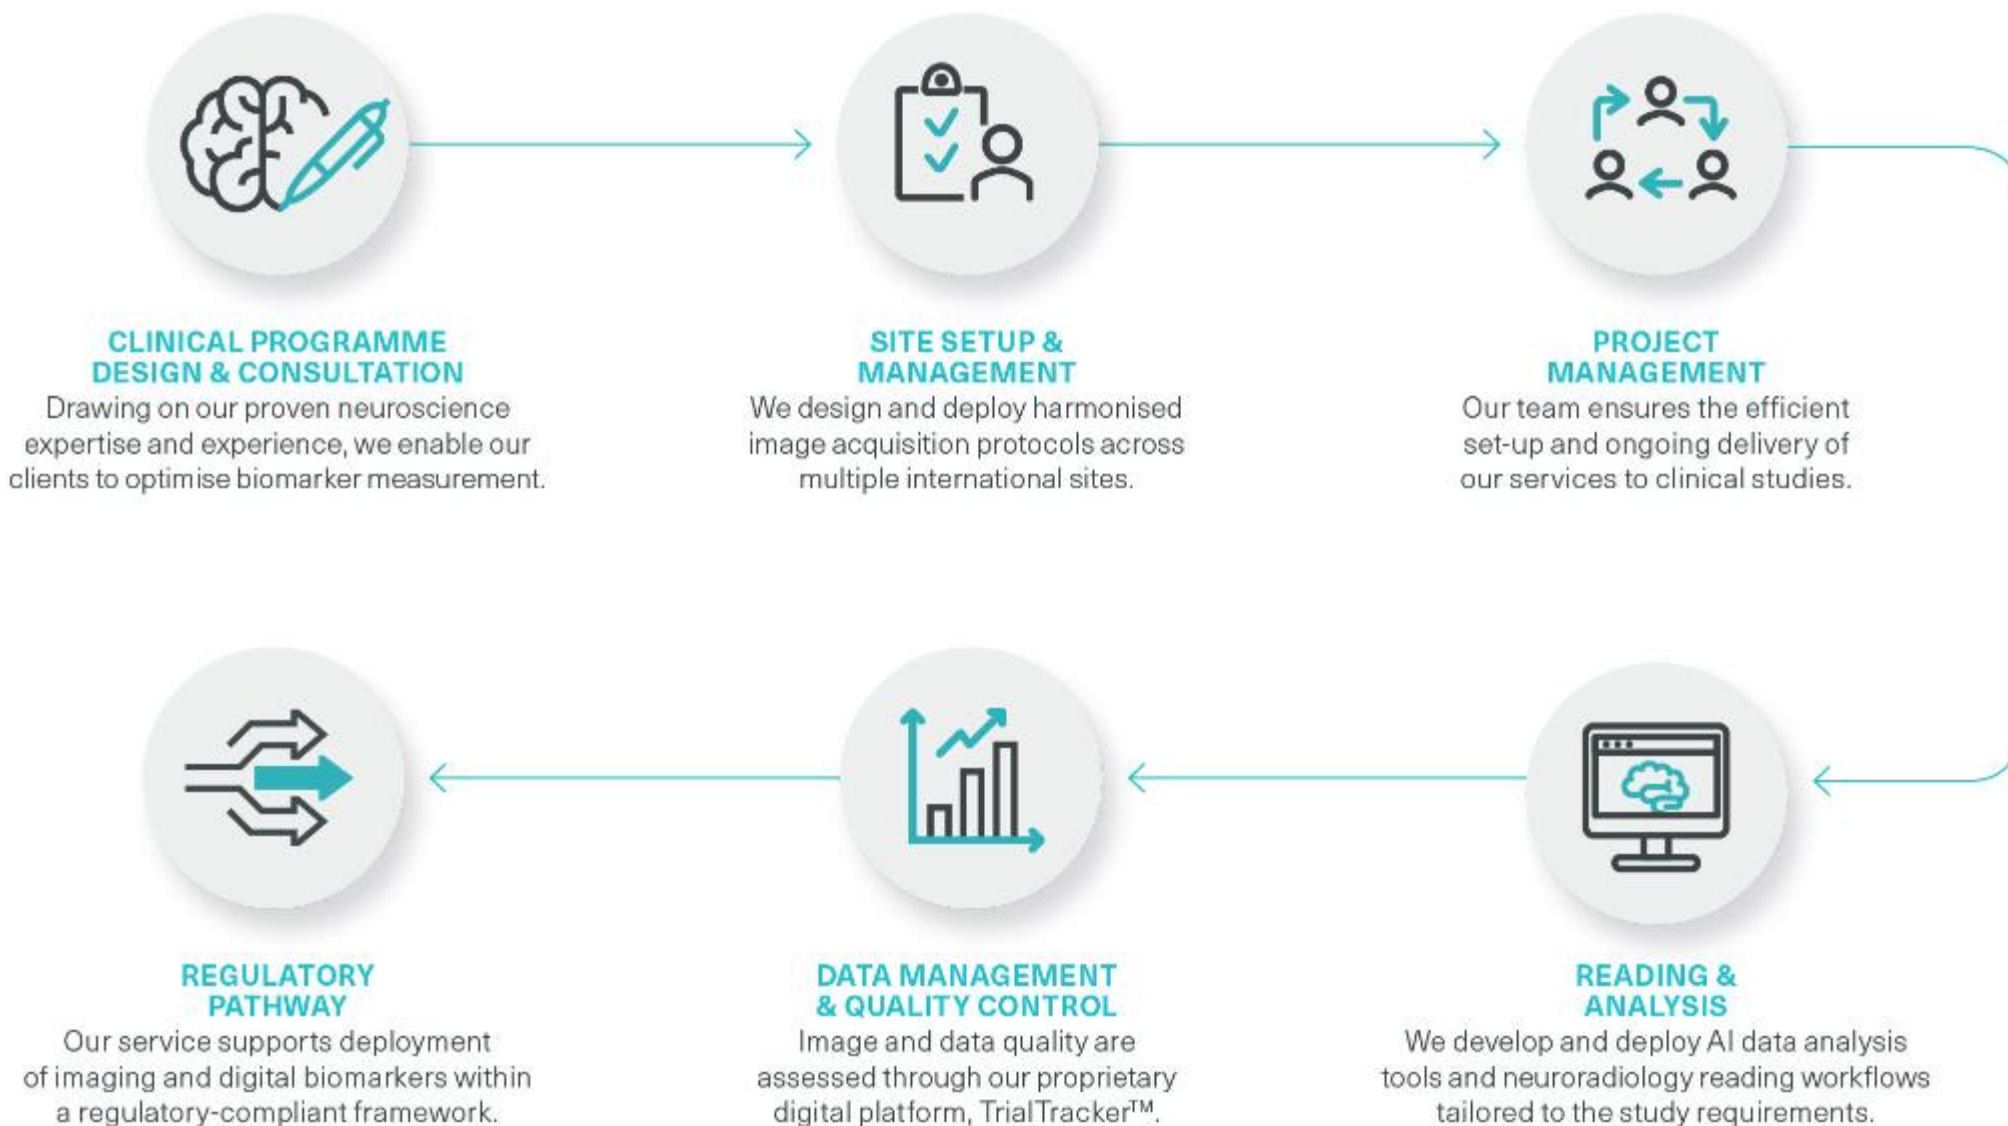 CLINICAL PROGRAMME
DESIGN & CONSULTATION
Drawing on our proven neuroscience
expertise and experience, we enable our
clients to optimise biomarker measurement.
SITE SETUP &
MANAGEMENT
We design and deploy harmonised
image acquisition protocols across
multiple international sites.
PROJECT
MANAGEMENT
Our team ensures the efficient
set-up and ongoing delivery of
our services to clinical studies.
REGULATORY
PATHWAY
Our service supports deployment
of imaging and digital biomarkers within
a regulatory-compliant framework.
DATA MANAGEMENT
& QUALITY CONTROL
Image and data quality are
assessed through our proprietary
digital platform, TrialTracker™.
READING &
ANALYSIS
We develop and deploy AI data analysis
tools and neuroradiology reading workflows
tailored to the study requirements.